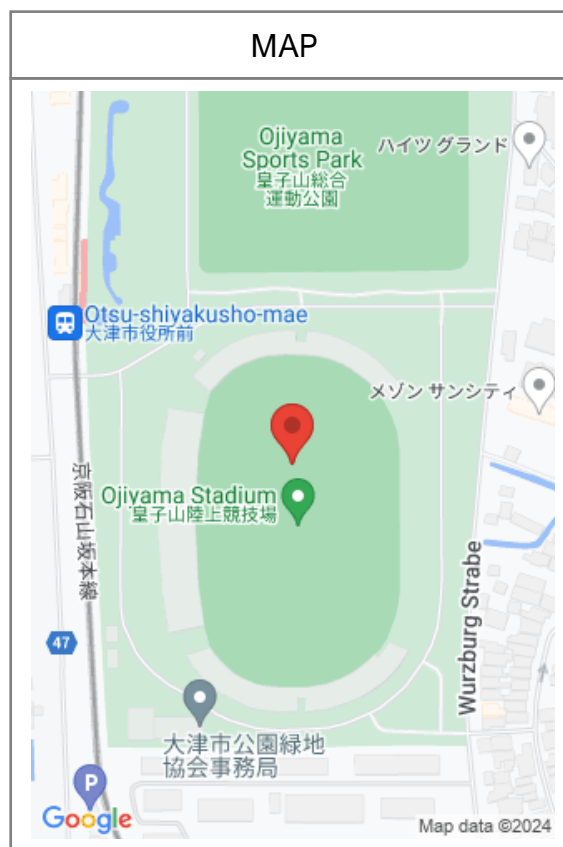 MAP
Ojiyama
Sports Park
皇子山総合
運動公園
ハイツ グランド
Otsu-shiyakusho-mae
大津市役所前
メゾン サンシティ
Ojiyama Stadium
皇子山陸上競技場
京阪石山坂本線
Wurzburg Strabe
47
大津市公園緑地
協会事務局
P
Google
Map data ©2024